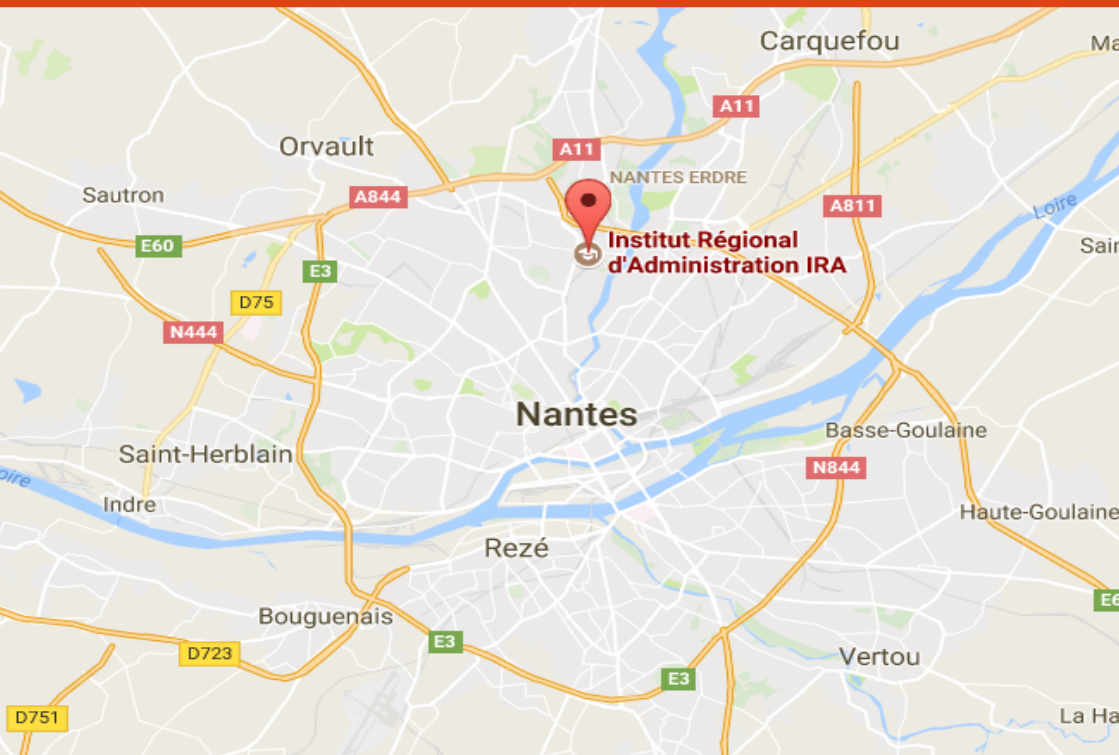 Carquefou
Ma
A11
Orvault
A11
NANTES ERDRE
Sautron
A844
A811
Loire
E60
Institut Régional
d'Administration IRA
Sair
E3
D75
N444
Nantes
Basse-Goulaine
Saint-Herblain
N844
oire
Indre
Haute-Goulaine
Rezé
E6
Bouguenais
E3
D723
Vertou
E3
D751
La Ha